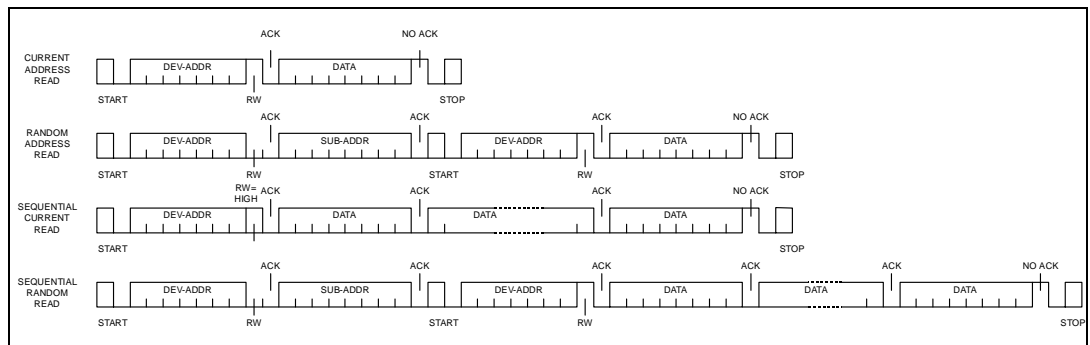 ACK NO ACK
CURRENT
ADDRESS
READ
DEV-ADDR DATA
START RW STOP
ACK ACK ACK NO ACK
RANDOM
ADDRESS
READ
DEV-ADDR SUB-ADDR DEV-ADDR DATA
START RW START RW STOP
RW=
HIGH
ACK ACK ACK NO ACK
SEQUENTIAL
CURRENT
READ
DEV-ADDR DATA DATA DATA
START STOP
ACK ACK ACK ACK ACK NO ACK
SEQUENTIAL
RANDOM
READ
DEV-ADDR SUB-ADDR DEV-ADDR DATA DATA DATA
START RW START RW STOP